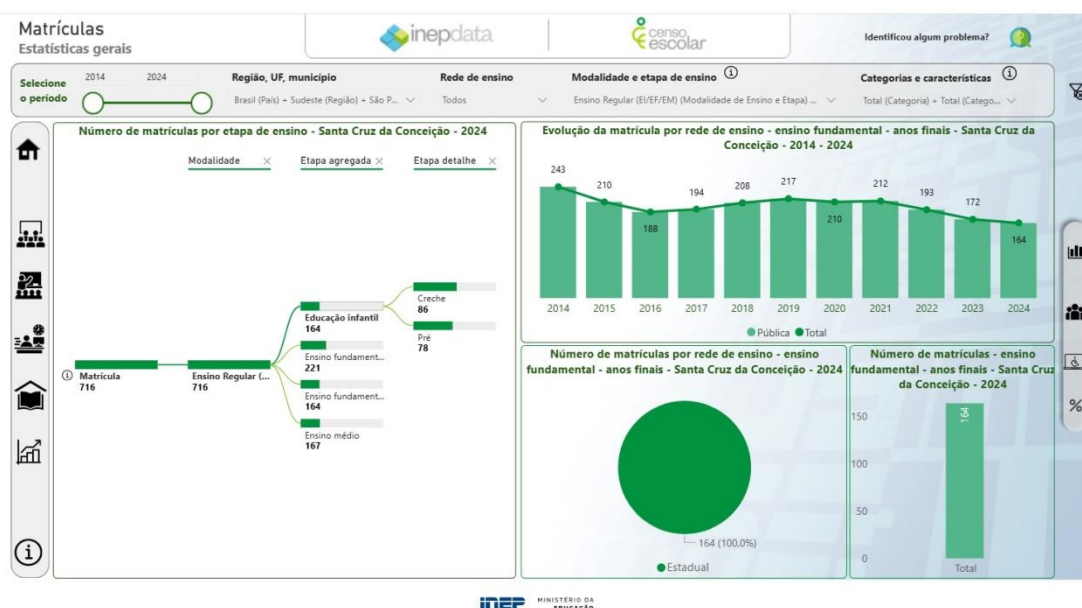 Matrículas
Estatísticas gerais
inepdata
censo
escolar
Identificou algum problema?
Selecione
o período
2014
2024
Região, UF, município
Brasil (País) + Sudeste (Região) + São P...
Rede de ensino
Todos
Modalidade e etapa de ensino
Ensino Regular (EI/EF/EM) (Modalidade de Ensino e Etapa) ...
Categorias e características
Total (Categoria) + Total (Catego...
Número de matrículas por etapa de ensino - Santa Cruz da Conceição - 2024
Modalidade
Etapa agregada
Etapa detalhe
Matrícula
716
Ensino Regular (...
716
Educação infantil
164
Ensino fundament...
221
Ensino fundament...
164
Ensino médio
167
Creche
86
Pré
78
Evolução da matrícula por rede de ensino - ensino fundamental - anos finais - Santa Cruz da
Conceição - 2014 - 2024
243
210
188
194
208
217
210
212
193
172
164
2014
2015
2016
2017
2018
2019
2020
2021
2022
2023
2024
Pública
Total
Número de matrículas por rede de ensino - ensino
fundamental - anos finais - Santa Cruz da Conceição - 2024
164 (100.0%)
Estadual
Número de matrículas - ensino
fundamental - anos finais - Santa Cruz
da Conceição - 2024
150
100
50
0
164
Total
%
inep
MINISTÉRIO DA
EDUCAÇÃO